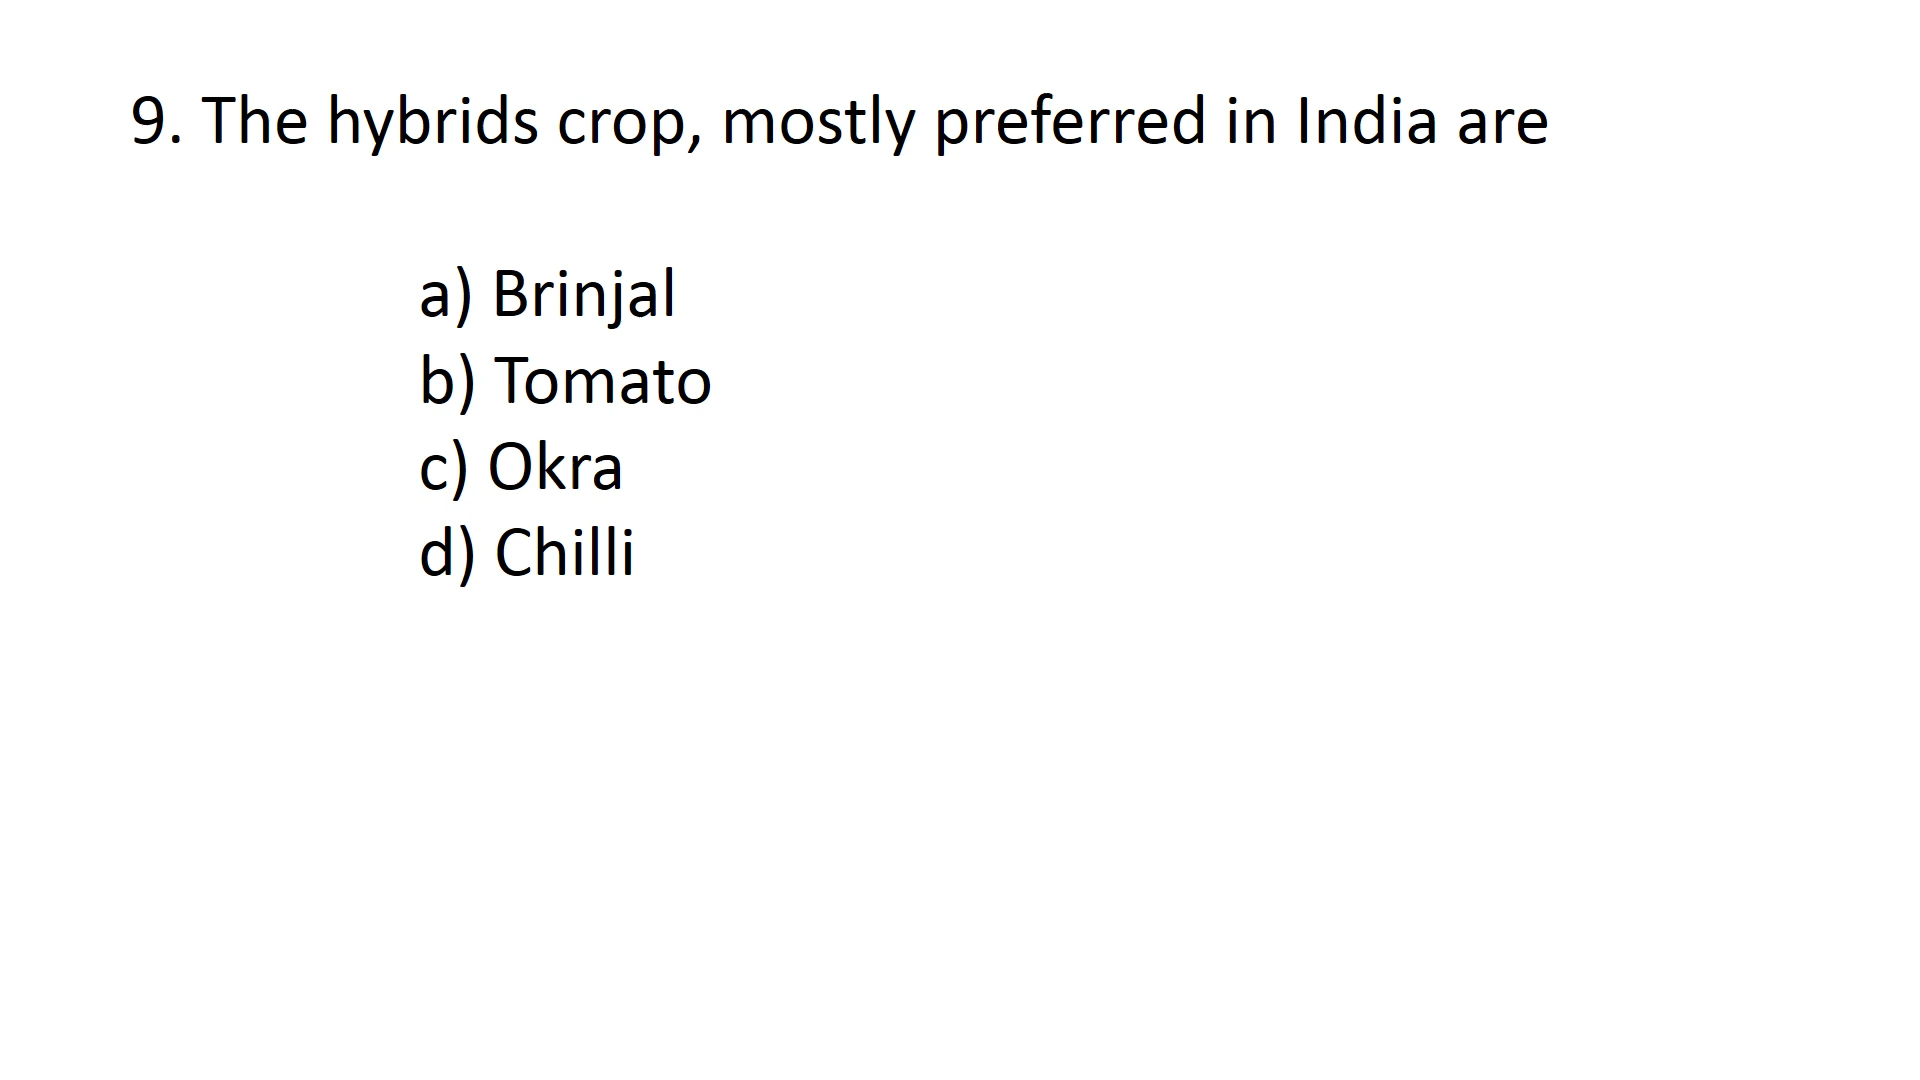 9. The hybrids crop, mostly preferred in India are
a) Brinjal
b) Tomato
c) Okra
d) Chilli